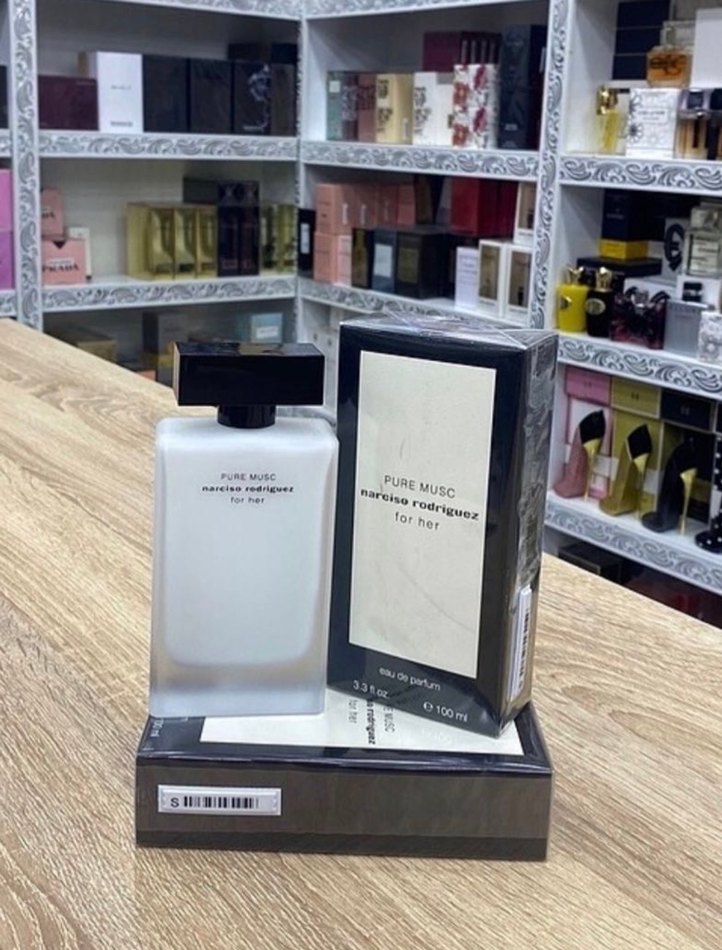 PRADA
PURE MUSC
narciso rodriguez
for her
PURE MUSC
narciso rodriguez
for her
eau de parfum
3.3 fl.oz.
e 100 ml
S